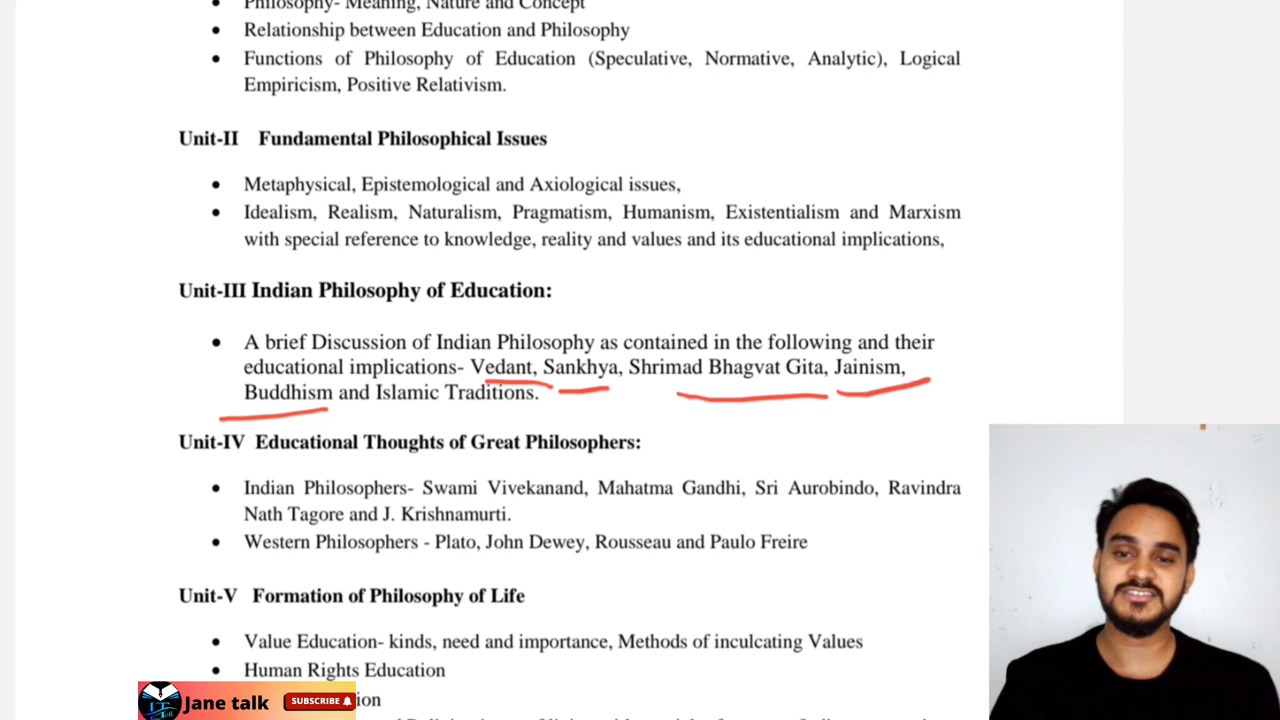 Philosophy- Meaning, Nature and Concept
• Relationship between Education and Philosophy
• Functions of Philosophy of Education (Speculative, Normative, Analytic), Logical
Empiricism, Positive Relativism.
Unit-II Fundamental Philosophical Issues
• Metaphysical, Epistemological and Axiological issues,
• Idealism, Realism, Naturalism, Pragmatism, Humanism, Existentialism and Marxism
with special reference to knowledge, reality and values and its educational implications,
Unit-III Indian Philosophy of Education:
• A brief Discussion of Indian Philosophy as contained in the following and their
educational implications- Vedant, Sankhya, Shrimad Bhagvat Gita, Jainism,
Buddhism and Islamic Traditions.
Unit-IV Educational Thoughts of Great Philosophers:
• Indian Philosophers- Swami Vivekanand, Mahatma Gandhi, Sri Aurobindo, Ravindra
Nath Tagore and J. Krishnamurti.
• Western Philosophers - Plato, John Dewey, Rousseau and Paulo Freire
Unit-V Formation of Philosophy of Life
• Value Education- kinds, need and importance, Methods of inculcating Values
• Human Rights Education
ion
Jane talk SUBSCRIBE